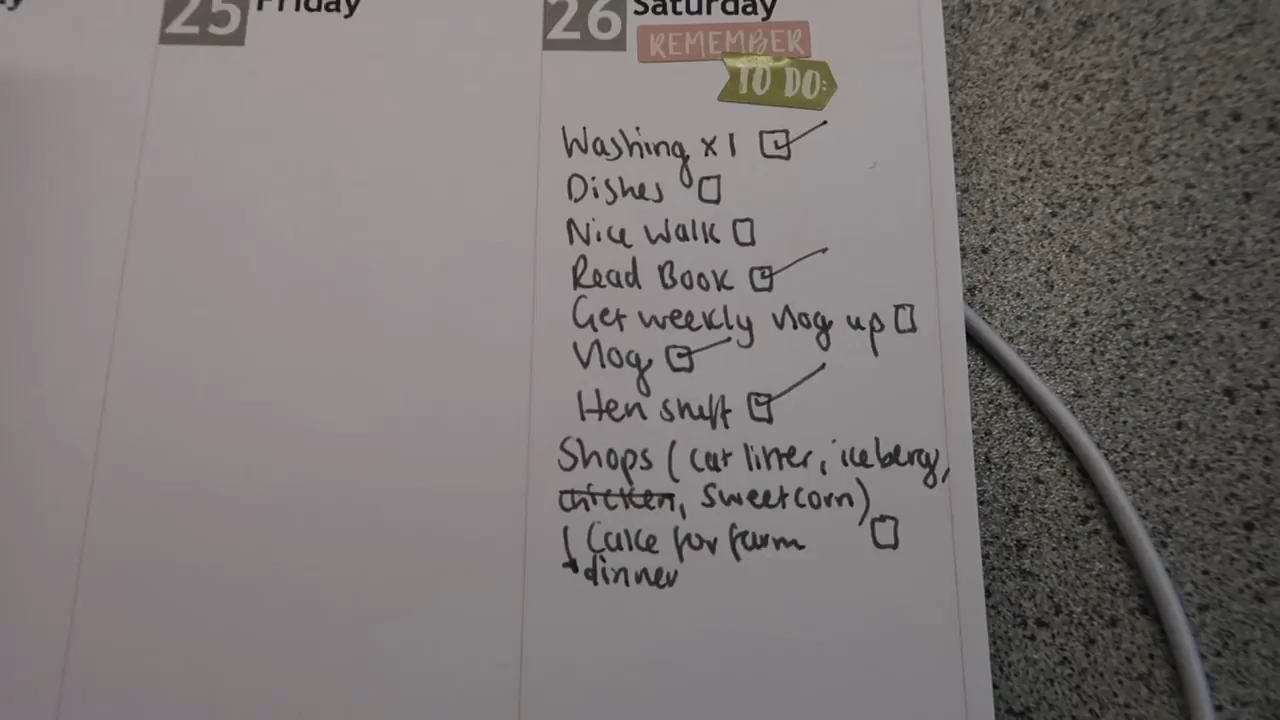 25 Friday
26 Saturday
REMEMBER
TO DO:
Washing x1
Dishes
Nice Walk
Read Book
Get weekly vlog up
Vlog
Hen shift
Shops (cat litter, iceberg,
chicken, sweetcorn)
Cake for farm
dinner